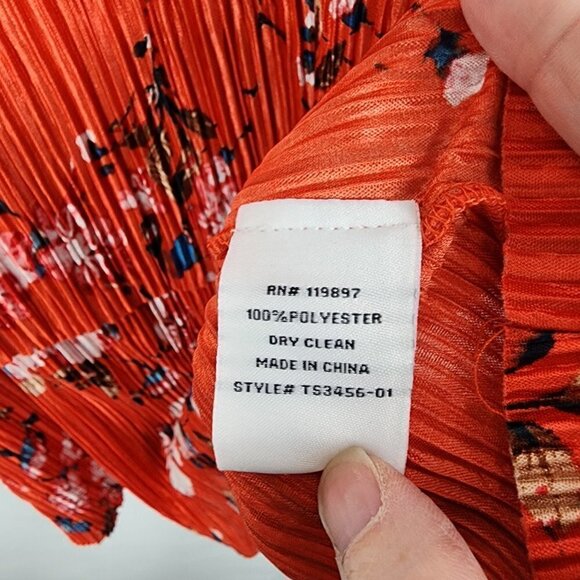 RN# 119897
100%POLYESTER
DRY CLEAN
MADE IN CHINA
STYLE# TS3456-01